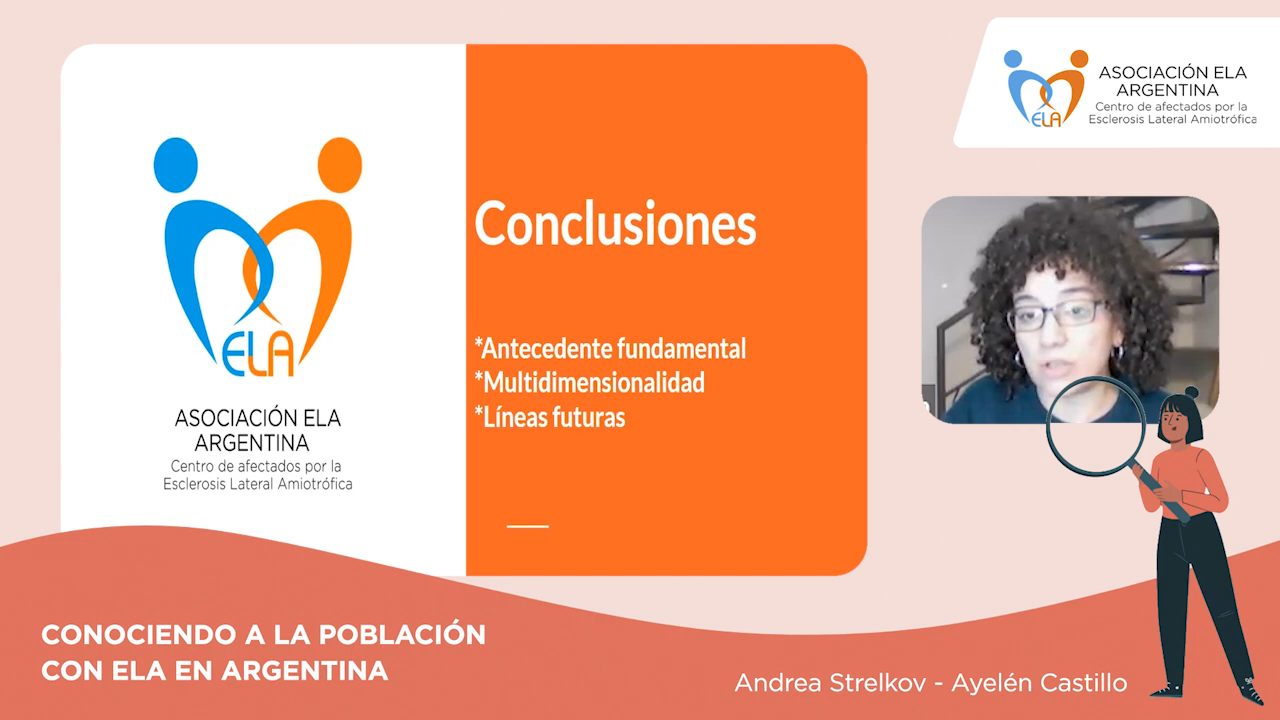 ASOCIACIÓN ELA
ARGENTINA
Centro de afectados por la
Esclerosis Lateral Amiotrófica
ELA
Conclusiones
*Antecedente fundamental
*Multidimensionalidad
*Líneas futuras
ELA
ASOCIACIÓN ELA
ARGENTINA
Centro de afectados por la
Esclerosis Lateral Amiotrófica
CONOCIENDO A LA POBLACIÓN
CON ELA EN ARGENTINA
Andrea Strelkov - Ayelén Castillo